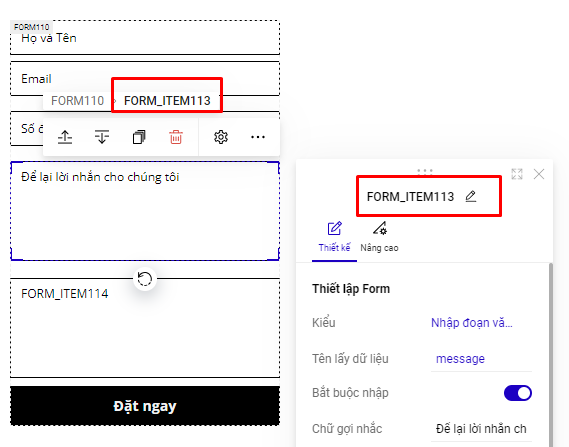 FORM110
Họ và Tên
Email
FORM110 › FORM_ITEM113
Số đ
Để lại lời nhắn cho chúng tôi
FORM_ITEM114
Đặt ngay
FORM_ITEM113
Thiết kế
Nâng cao
Thiết lập Form
Kiểu
Nhập đoạn vă...
Tên lấy dữ liệu
message
Bắt buộc nhập
Chữ gợi nhắc
Để lại lời nhắn ch